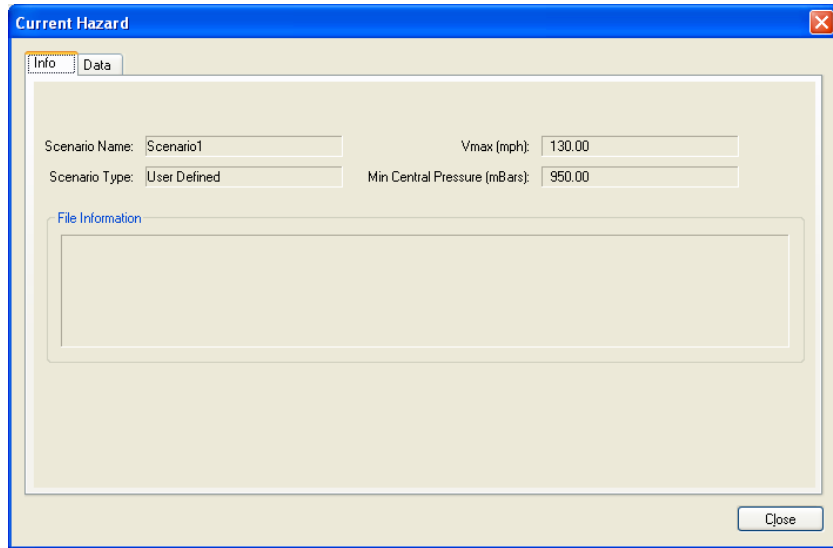 Current Hazard
Info Data
Scenario Name: Scenario1 Vmax (mph): 130.00
Scenario Type: User Defined Min Central Pressure (mBars): 950.00
File Information
Close